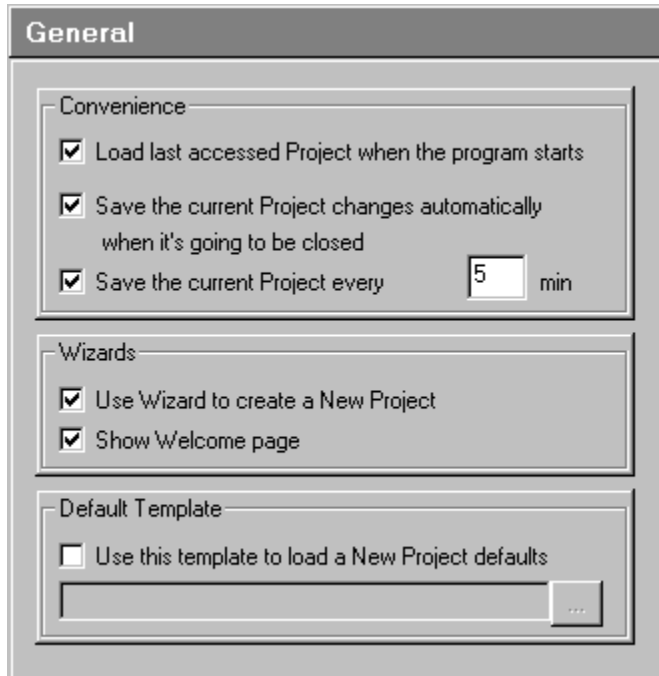 General
Convenience
Load last accessed Project when the program starts
Save the current Project changes automatically
when it's going to be closed
Save the current Project every 5 min
Wizards
Use Wizard to create a New Project
Show Welcome page
Default Template
Use this template to load a New Project defaults
...